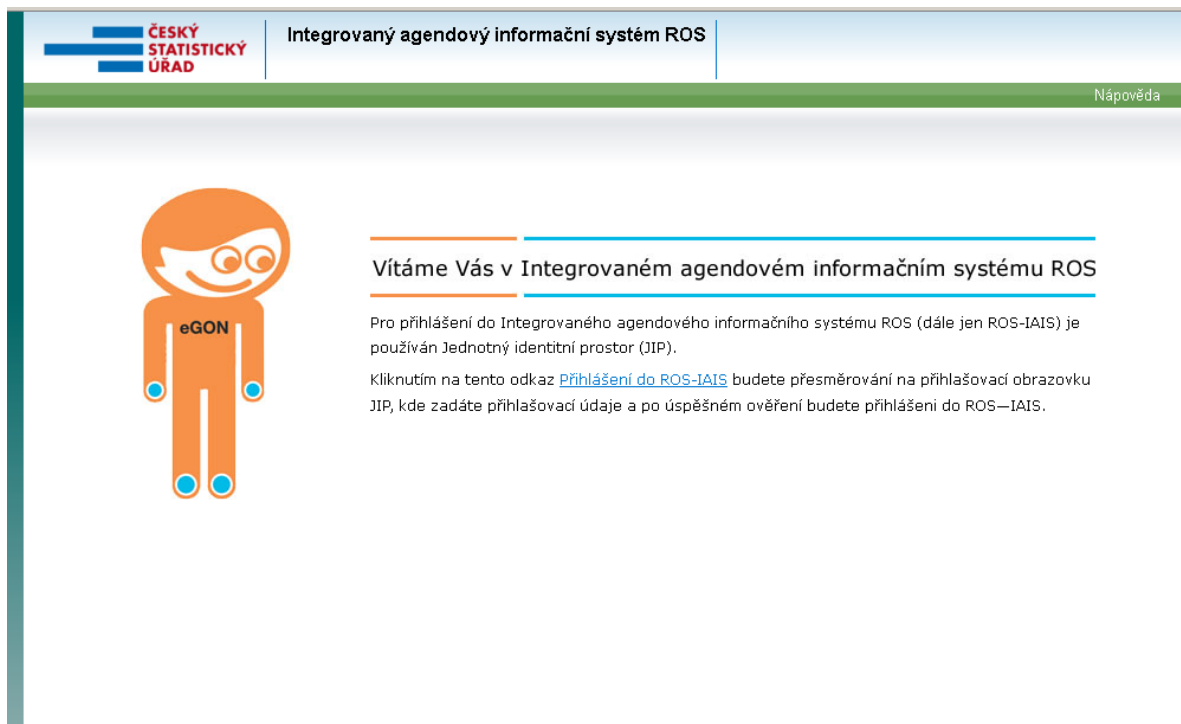 ČESKÝ
STATISTICKÝ
ÚŘAD
Integrovaný agendový informační systém ROS
Nápověda
eGON
Vítáme Vás v Integrovaném agendovém informačním systému ROS
Pro přihlášení do Integrovaného agendového informačního systému ROS (dále jen ROS-IAIS) je
používán Jednotný identitní prostor (JIP).
Kliknutím na tento odkaz Přihlášení do ROS-IAIS budete přesměrování na přihlašovací obrazovku
JIP, kde zadáte přihlašovací údaje a po úspěšném ověření budete přihlášeni do ROS—IAIS.